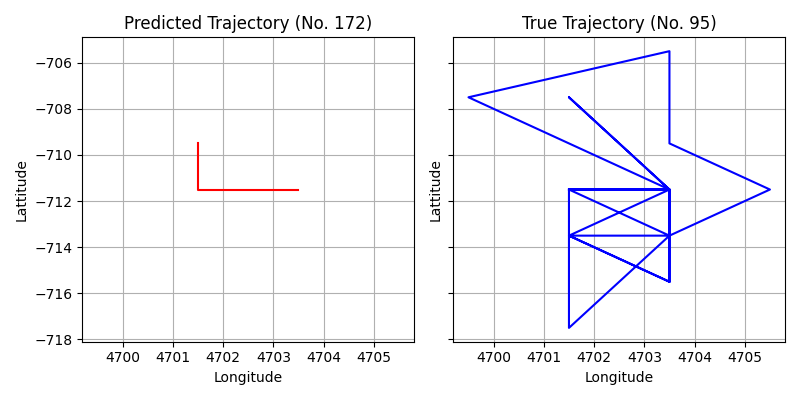 Predicted Trajectory (No. 172)
True Trajectory (No. 95)
Lattitude
−706
−708
−710
−712
−714
−716
−718
4700 4701 4702 4703 4704 4705
Longitude
Lattitude
4700 4701 4702 4703 4704 4705
Longitude